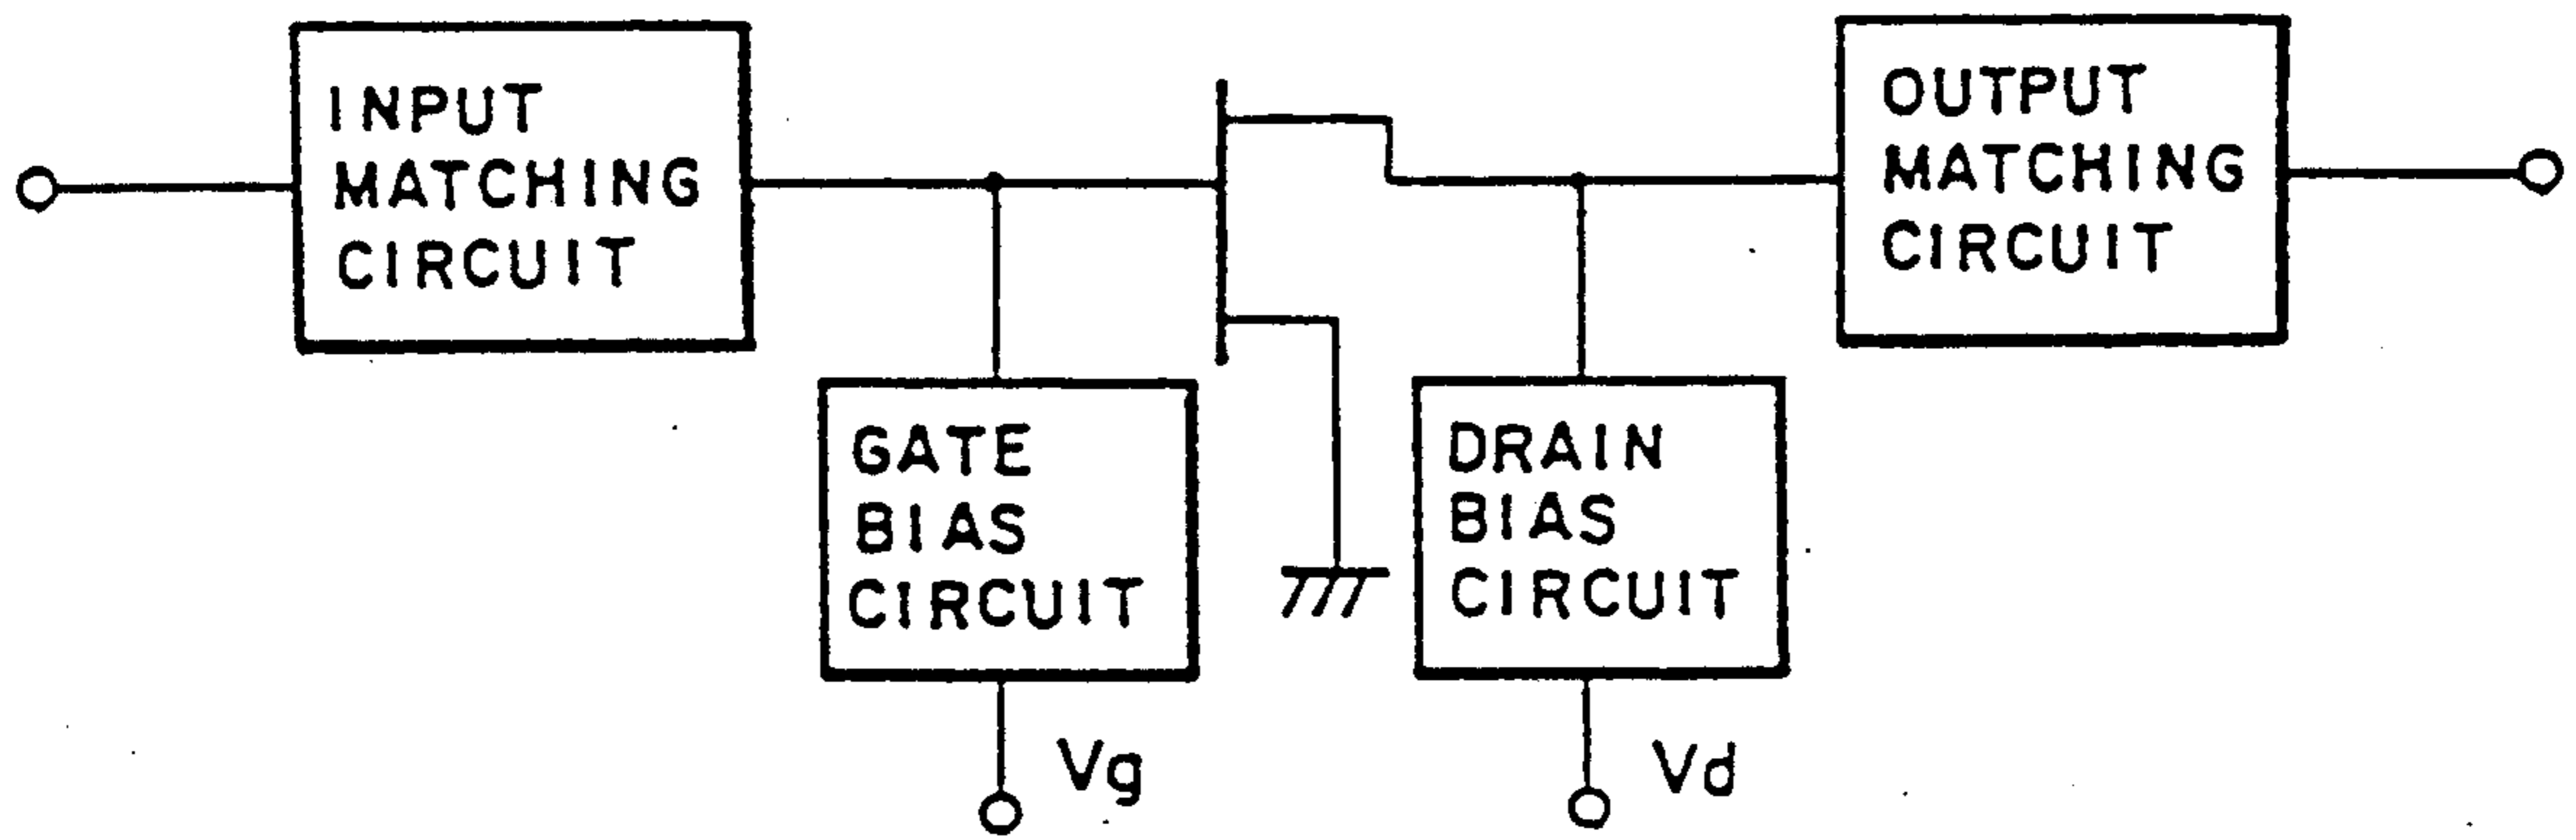 INPUT
MATCHING
CIRCUIT
OUTPUT
MATCHING
CIRCUIT
GATE
BIAS
CIRCUIT
DRAIN
BIAS
CIRCUIT
Vg
Vd